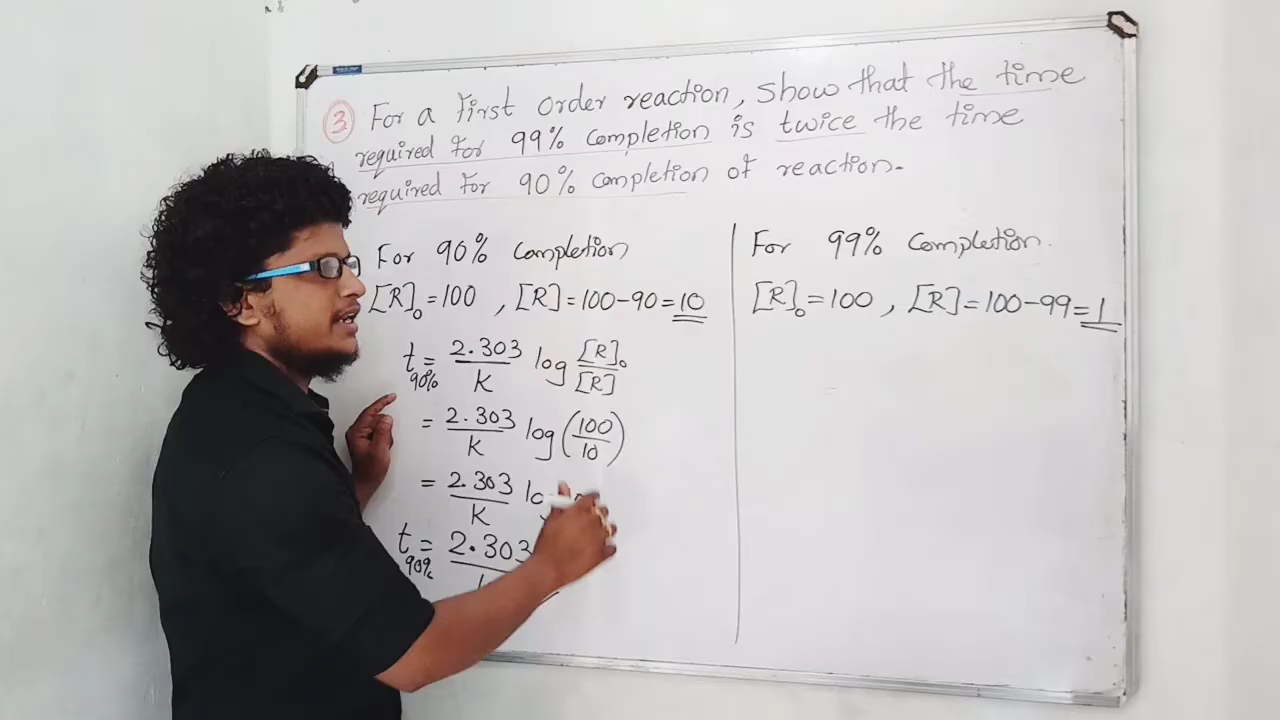 3 For a first order reaction, show that the time
required for 99% completion is twice the time
required for 90% completion of reaction.
For 90% completion
[R]₀ = 100 , [R] = 100-90 = 10
t90% = 2.303/K log [R]₀/[R]
= 2.303/K log (100/10)
= 2.303/K
t90% = 2.303
For 99% completion.
[R]₀ = 100 , [R] = 100-99 = 1